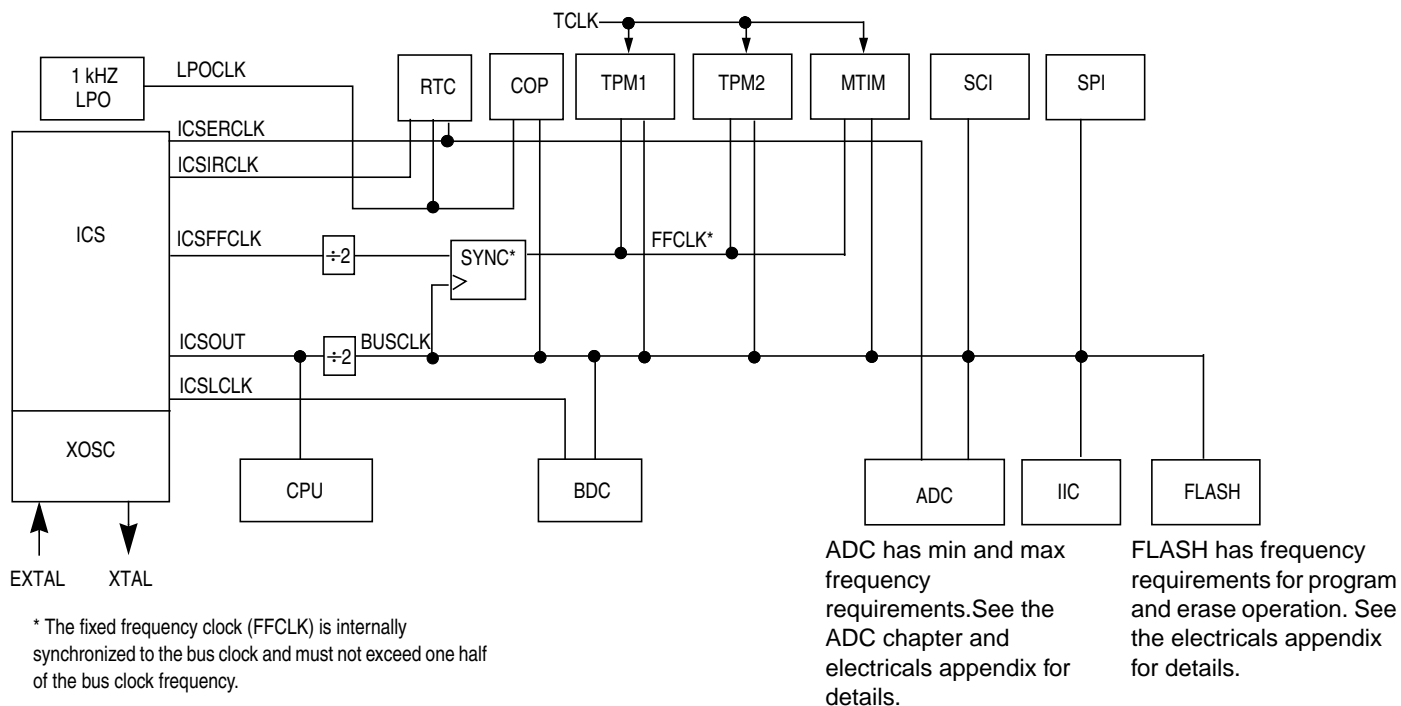 TCLK
1 kHZ
LPO
LPOCLK
RTC
COP
TPM1
TPM2
MTIM
SCI
SPI
ICSERCLK
ICSIRCLK
ICS
ICSFFCLK
÷2
SYNC*
FFCLK*
ICSOUT
÷2
BUSCLK
ICSLCLK
XOSC
CPU
BDC
ADC
IIC
FLASH
EXTAL
XTAL
ADC has min and max
frequency
requirements.See the
ADC chapter and
electricals appendix for
details.
FLASH has frequency
requirements for program
and erase operation. See
the electricals appendix
for details.
* The fixed frequency clock (FFCLK) is internally
synchronized to the bus clock and must not exceed one half
of the bus clock frequency.